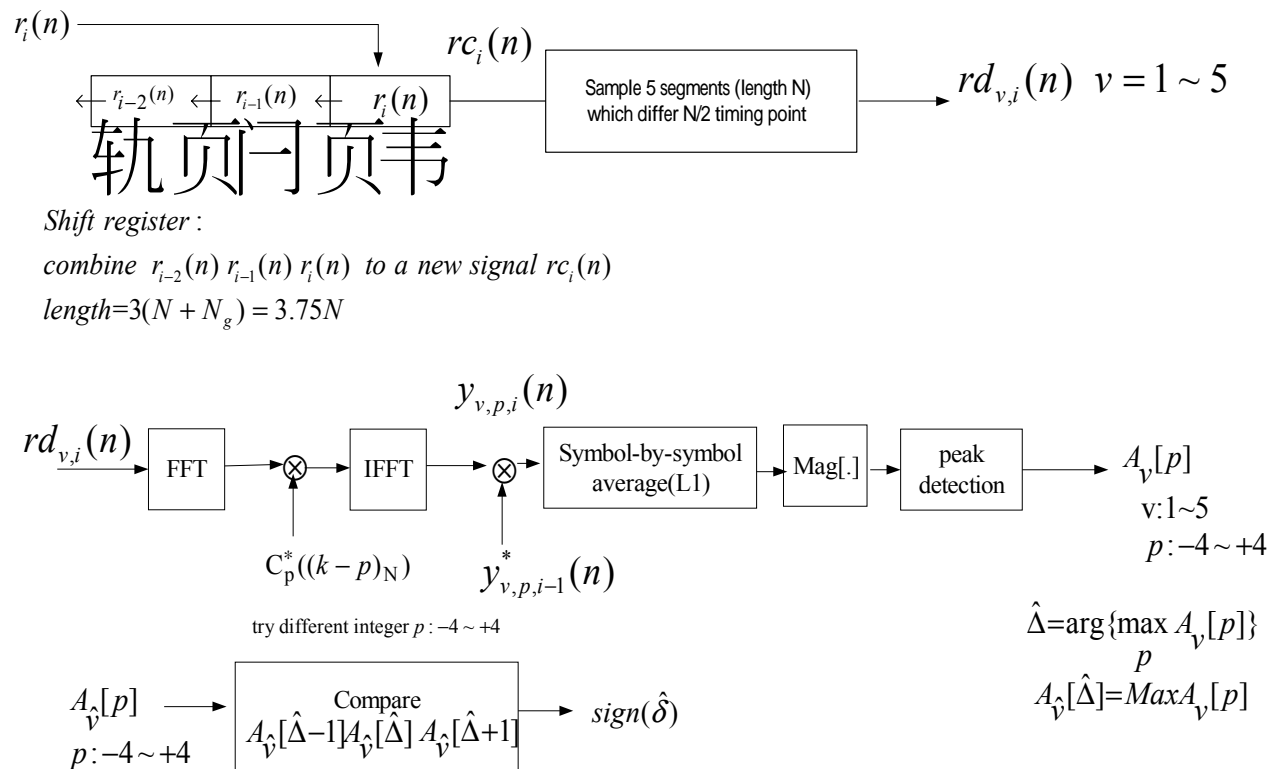 r_i(n)
rc_i(n)
r_{i-2}(n) r_{i-1}(n) r_i(n)
Sample 5 segments (length N)
which differ N/2 timing point
rd_{v,i}(n) v = 1 ~ 5
轨页闩页韦
Shift register :
combine r_{i-2}(n) r_{i-1}(n) r_i(n) to a new signal rc_i(n)
length=3(N + N_g) = 3.75N
y_{v,p,i}(n)
rd_{v,i}(n)
FFT
⊗
IFFT
⊗
Symbol-by-symbol
average(L1)
Mag[.]
peak
detection
A_v[p]
v:1~5
p:−4 ~ +4
C_p^*((k − p)_N)
y^*_{v,p,i−1}(n)
try different integer p : −4 ~ +4
Δ̂=arg{max A_v[p]}
p
A_v̂[Δ̂]=MaxA_v[p]
A_v̂[p]
p:−4 ~ +4
Compare
A_v̂[Δ̂−1]A_v̂[Δ̂] A_v̂[Δ̂+1]
sign(δ̂)